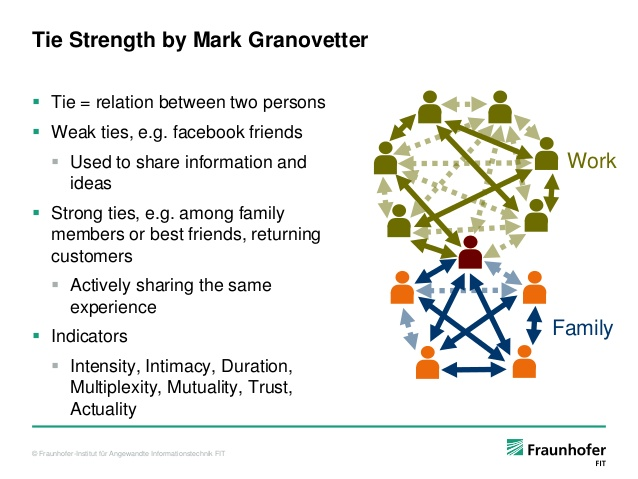 Tie Strength by Mark Granovetter
Tie = relation between two persons
Weak ties, e.g. facebook friends
Used to share information and
ideas
Strong ties, e.g. among family
members or best friends, returning
customers
Actively sharing the same
experience
Indicators
Intensity, Intimacy, Duration,
Multiplexity, Mutuality, Trust,
Actuality
Work
Family
© Fraunhofer-Institut für Angewandte Informationstechnik FIT
Fraunhofer
FIT